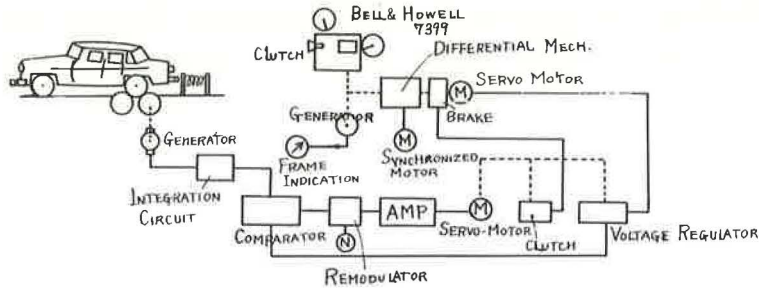 BELL & HOWELL
7399
CLUTCH
DIFFERENTIAL MECH.
SERVO MOTOR
M
GENERATOR
BRAKE
GENERATOR
M
FRAME
INDICATION
SYNCHRONIZED
MOTOR
INTEGRATION
CIRCUIT
AMP
M
COMPARATOR
N
SERVO-MOTOR
CLUTCH
VOLTAGE REGULATOR
REMODULATOR